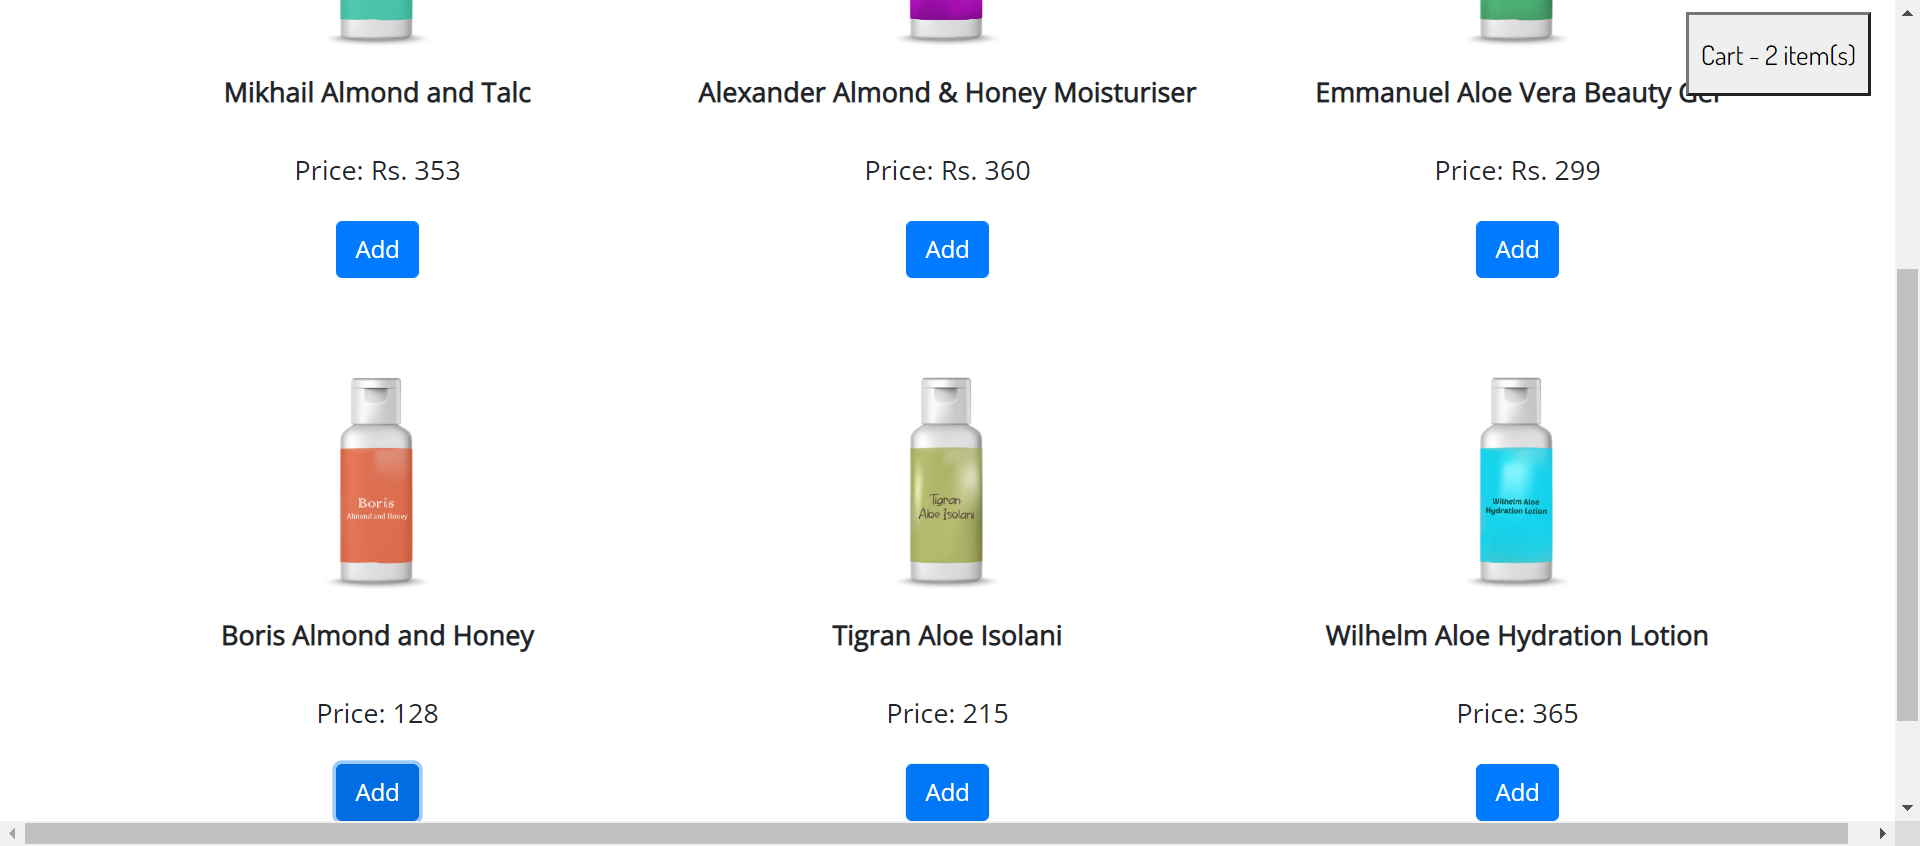 Cart - 2 item(s)
Mikhail Almond and Talc
Alexander Almond & Honey Moisturiser
Emmanuel Aloe Vera Beauty Gel
Price: Rs. 353
Price: Rs. 360
Price: Rs. 299
Add
Add
Add
Boris
Almond and Honey
Tigran
Aloe Isolani
Wilhelm Aloe
Hydration Lotion
Boris Almond and Honey
Tigran Aloe Isolani
Wilhelm Aloe Hydration Lotion
Price: 128
Price: 215
Price: 365
Add
Add
Add